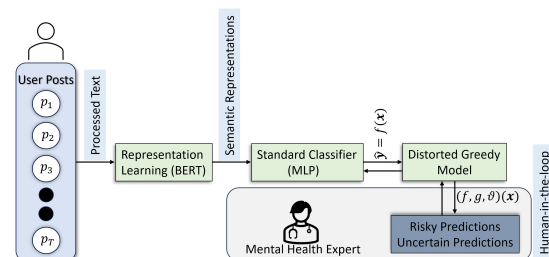 User Posts
p₁
p₂
p₃
p_T
Processed Text
Representation
Learning (BERT)
Semantic Representations
Standard Classifier
(MLP)
ŷ = f(x)
Distorted Greedy
Model
(f, g, ϑ)(x)
Risky Predictions
Uncertain Predictions
Mental Health Expert
Human-in-the-loop